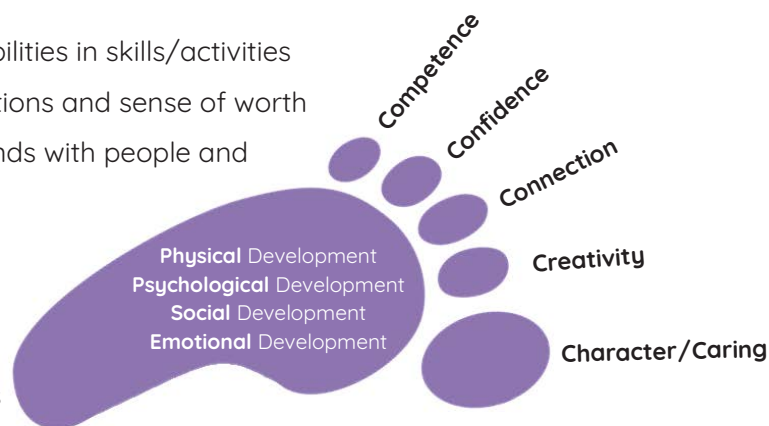 bilities in skills/activities
tions and sense of worth
nds with people and
Competence
Confidence
Connection
Creativity
Character/Caring
Physical Development
Psychological Development
Social Development
Emotional Development